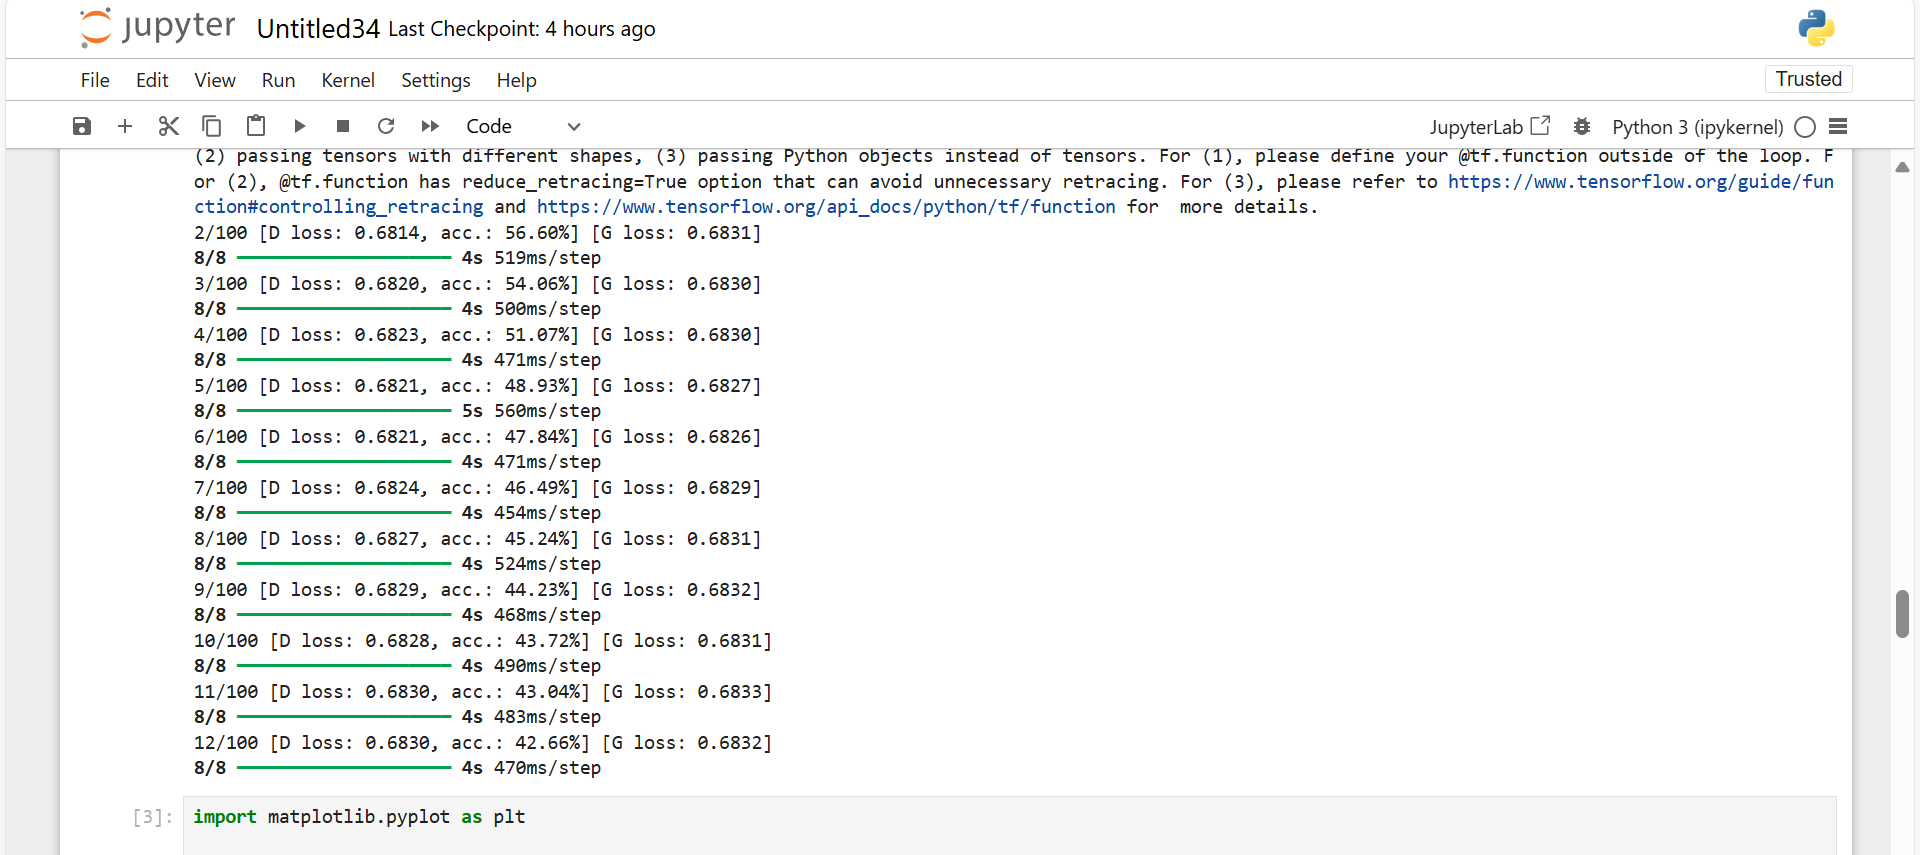 jupyter Untitled34 Last Checkpoint: 4 hours ago
File Edit View Run Kernel Settings Help
Trusted
Code
JupyterLab Python 3 (ipykernel)
(2) passing tensors with different shapes, (3) passing Python objects instead of tensors. For (1), please define your @tf.function outside of the loop. F
or (2), @tf.function has reduce_retracing=True option that can avoid unnecessary retracing. For (3), please refer to https://www.tensorflow.org/guide/fun
ction#controlling_retracing and https://www.tensorflow.org/api_docs/python/tf/function for  more details.
2/100 [D loss: 0.6814, acc.: 56.60%] [G loss: 0.6831]
8/8 4s 519ms/step
3/100 [D loss: 0.6820, acc.: 54.06%] [G loss: 0.6830]
8/8 4s 500ms/step
4/100 [D loss: 0.6823, acc.: 51.07%] [G loss: 0.6830]
8/8 4s 471ms/step
5/100 [D loss: 0.6821, acc.: 48.93%] [G loss: 0.6827]
8/8 5s 560ms/step
6/100 [D loss: 0.6821, acc.: 47.84%] [G loss: 0.6826]
8/8 4s 471ms/step
7/100 [D loss: 0.6824, acc.: 46.49%] [G loss: 0.6829]
8/8 4s 454ms/step
8/100 [D loss: 0.6827, acc.: 45.24%] [G loss: 0.6831]
8/8 4s 524ms/step
9/100 [D loss: 0.6829, acc.: 44.23%] [G loss: 0.6832]
8/8 4s 468ms/step
10/100 [D loss: 0.6828, acc.: 43.72%] [G loss: 0.6831]
8/8 4s 490ms/step
11/100 [D loss: 0.6830, acc.: 43.04%] [G loss: 0.6833]
8/8 4s 483ms/step
12/100 [D loss: 0.6830, acc.: 42.66%] [G loss: 0.6832]
8/8 4s 470ms/step
[3]: import matplotlib.pyplot as plt